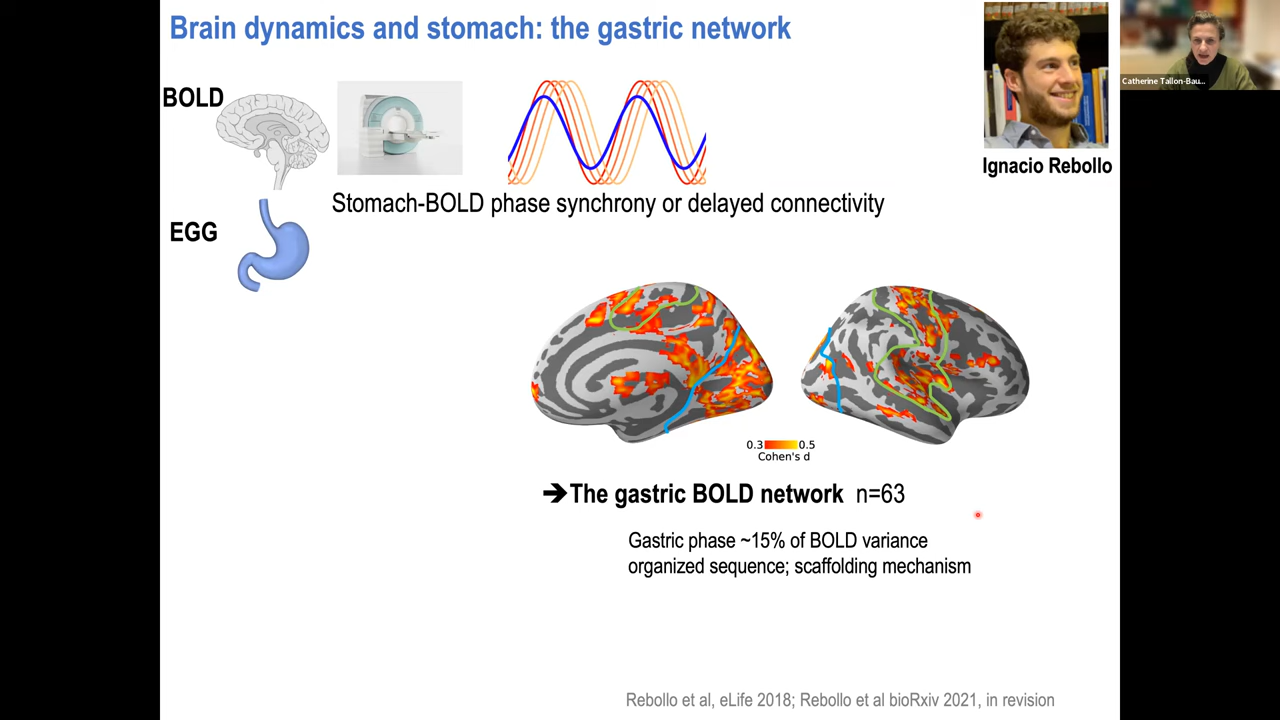 Brain dynamics and stomach: the gastric network
BOLD
EGG
Stomach-BOLD phase synchrony or delayed connectivity
Ignacio Rebollo
Catherine Tallon-Bau...
0.3 0.5
Cohen's d
➔The gastric BOLD network n=63
Gastric phase ~15% of BOLD variance
organized sequence; scaffolding mechanism
Rebollo et al, eLife 2018; Rebollo et al bioRxiv 2021, in revision